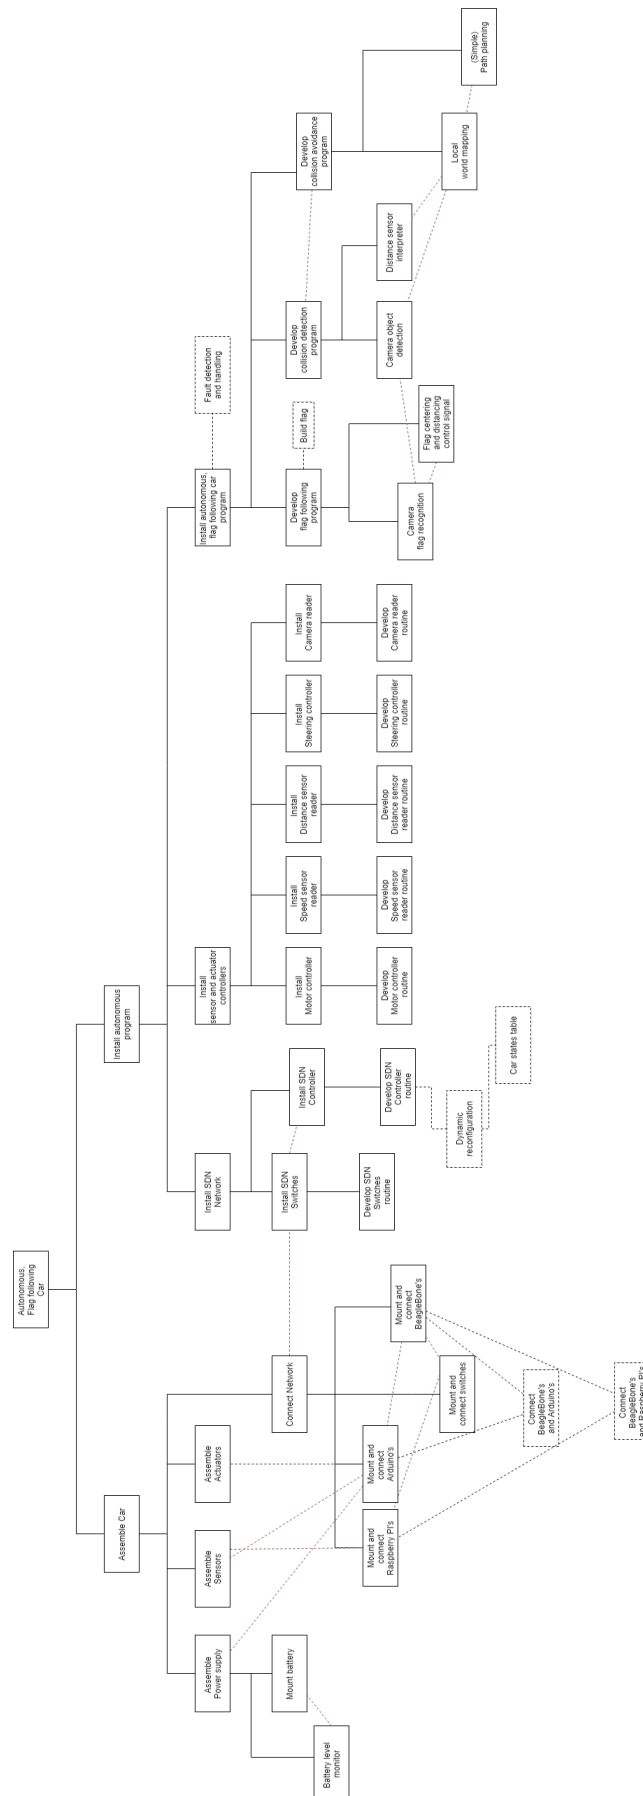 Autonomous,
Flag following
Car
Assemble Car
Install autonomous
program
Assemble
Power supply
Assemble
Sensors
Assemble
Actuators
Connect Network
Install SDN
Network
Install
sensor and actuator
controllers
Install autonomous,
flag following car
program
Fault detection
and handling
Battery level
monitor
Mount battery
Mount and
connect
Raspberry PI's
Mount and
connect
Arduino's
Mount and
connect switches
Mount and
connect
BeagleBone's
Connect
BeagleBone's
and Arduino's
Connect
BeagleBone's
and Raspberry PI's
Install SDN
Switches
Install SDN
Controller
Develop SDN
Switches
routine
Develop SDN
Controller
routine
Dynamic
reconfiguration
Car states table
Install
Motor controller
Install
Speed sensor
reader
Install
Distance sensor
reader
Install
Steering controller
Install
Camera reader
Develop
Motor controller
routine
Develop
Speed sensor
reader routine
Develop
Distance sensor
reader routine
Develop
Steering controller
routine
Develop
Camera reader
routine
Develop
flag following
program
Build flag
Develop
collision detection
program
Develop
collision avoidance
program
Camera
flag recognition
Flag centering
and distancing
control signal
Camera object
detection
Distance sensor
interpreter
Local
world mapping
(Simple)
Path planning